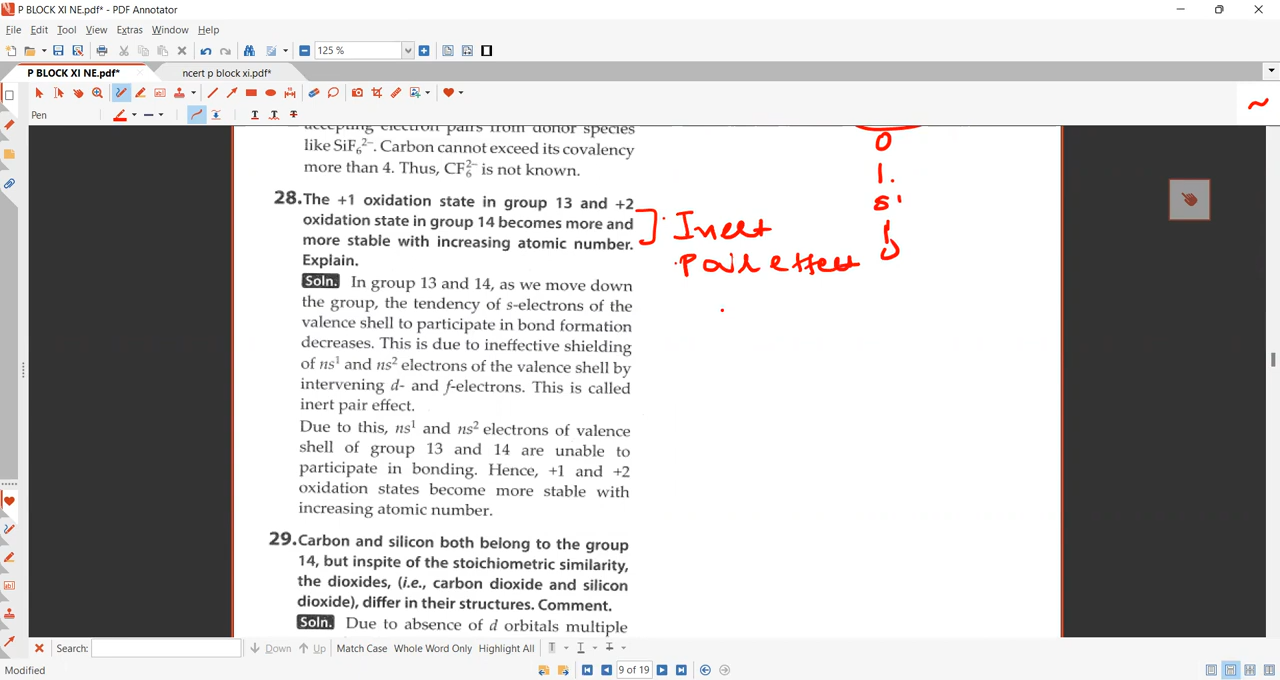 P BLOCK XI NE.pdf* - PDF Annotator
File Edit Tool View Extras Window Help
125 %
P BLOCK XI NE.pdf* ncert p block xi.pdf*
Pen
accepting electron pairs from donor species
like SiF₆²⁻. Carbon cannot exceed its covalency
more than 4. Thus, CF₆²⁻ is not known.
0
1.
28. The +1 oxidation state in group 13 and +2
oxidation state in group 14 becomes more and
more stable with increasing atomic number.
Explain.
Inert
Pair effect
Soln. In group 13 and 14, as we move down
the group, the tendency of s-electrons of the
valence shell to participate in bond formation
decreases. This is due to ineffective shielding
of ns¹ and ns² electrons of the valence shell by
intervening d- and f-electrons. This is called
inert pair effect.
Due to this, ns¹ and ns² electrons of valence
shell of group 13 and 14 are unable to
participate in bonding. Hence, +1 and +2
oxidation states become more stable with
increasing atomic number.
29. Carbon and silicon both belong to the group
14, but inspite of the stoichiometric similarity,
the dioxides, (i.e., carbon dioxide and silicon
dioxide), differ in their structures. Comment.
Soln. Due to absence of d orbitals multiple
Search: Down Up Match Case Whole Word Only Highlight All
9 of 19
Modified